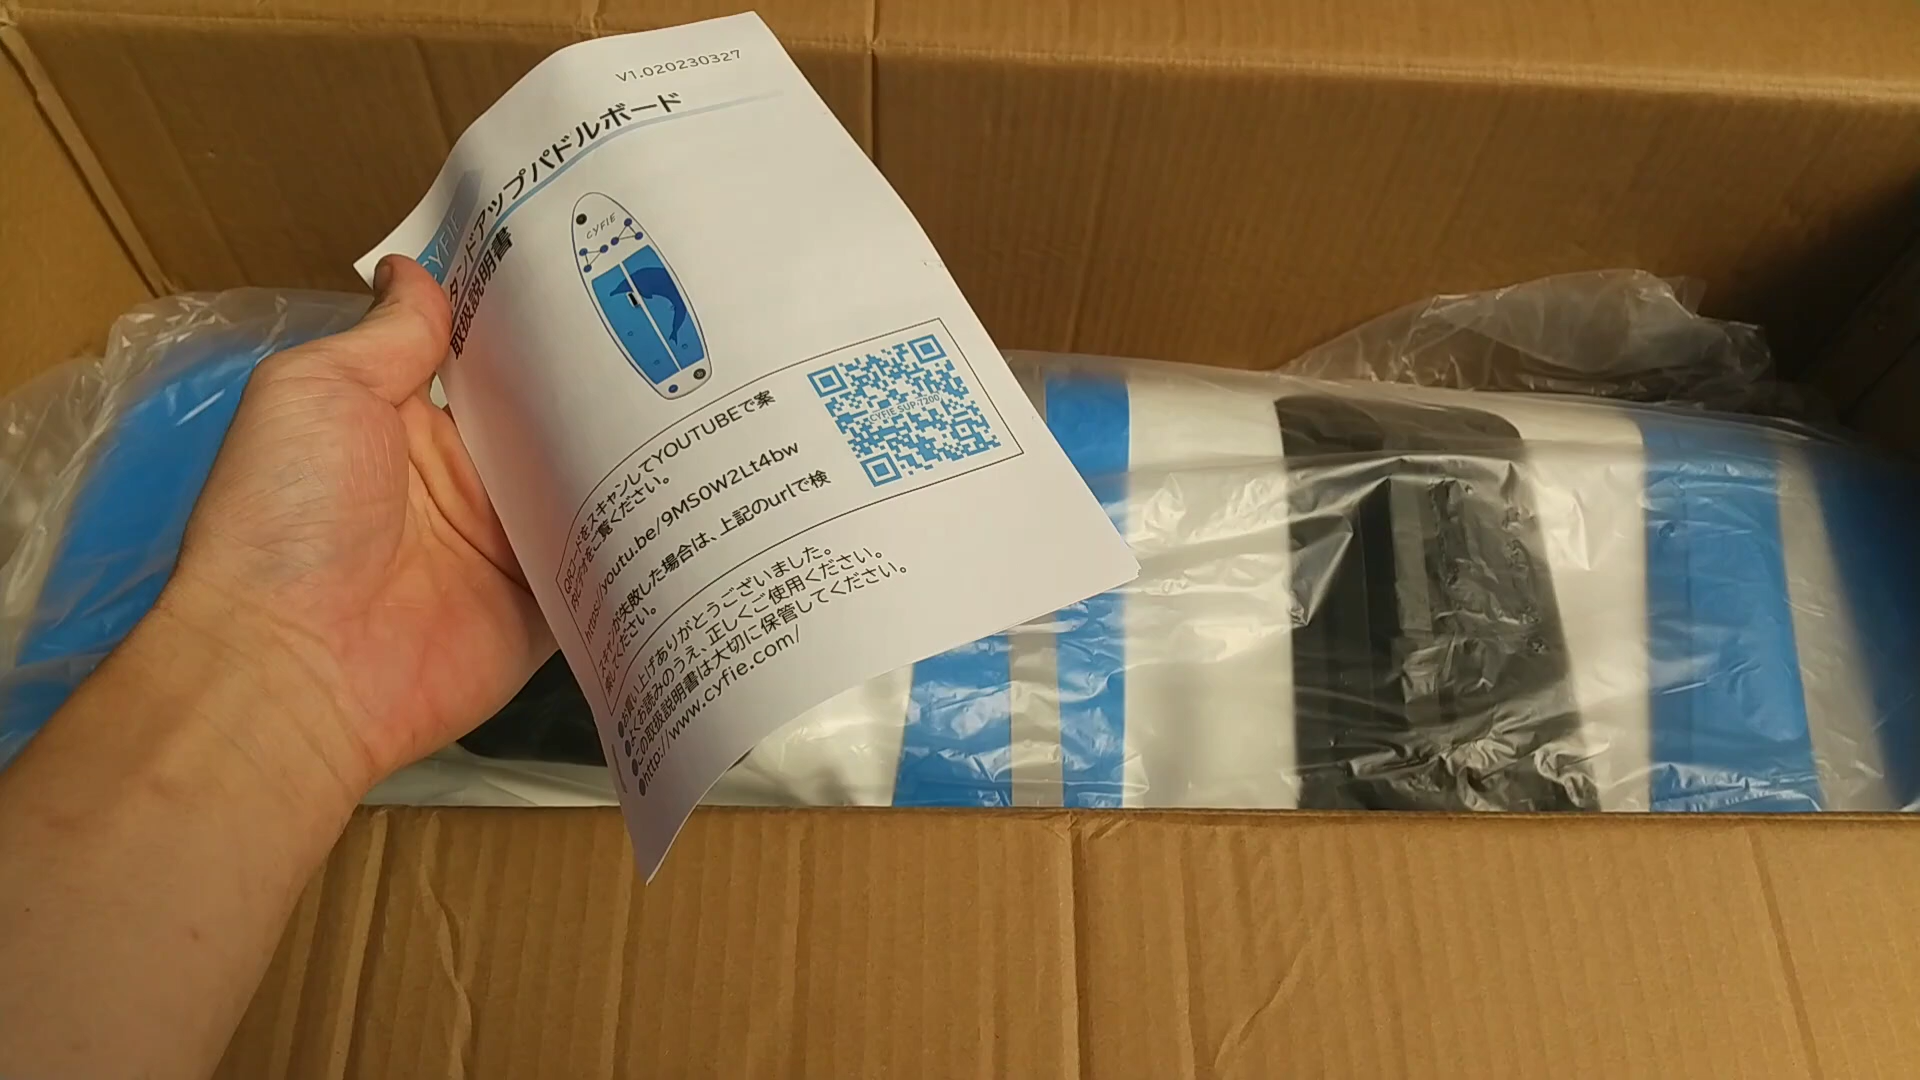 V1.020230327
CYFIE
タンドアップパドルボード
取扱説明書
CYFIE
QRコードをスキャンしてYOUTUBEで案
内ビデオをご覧ください。
https://youtu.be/9MS0W2Lt4bw
スキャンが失敗した場合は、上記のurlで検
索してください。
CYFIE SUP-7200
●お買い上げありがとうございました。
●よくお読みのうえ、正しくご使用ください。
●この取扱説明書は大切に保管してください。
●http://www.cyfie.com/